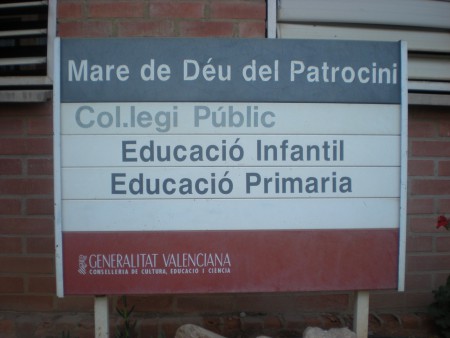 Mare de Déu del Patrocini
Col.legi Públic
Educació Infantil
Educació Primaria
GENERALITAT VALENCIANA
CONSELLERIA DE CULTURA, EDUCACIÓ I CIÈNCIA